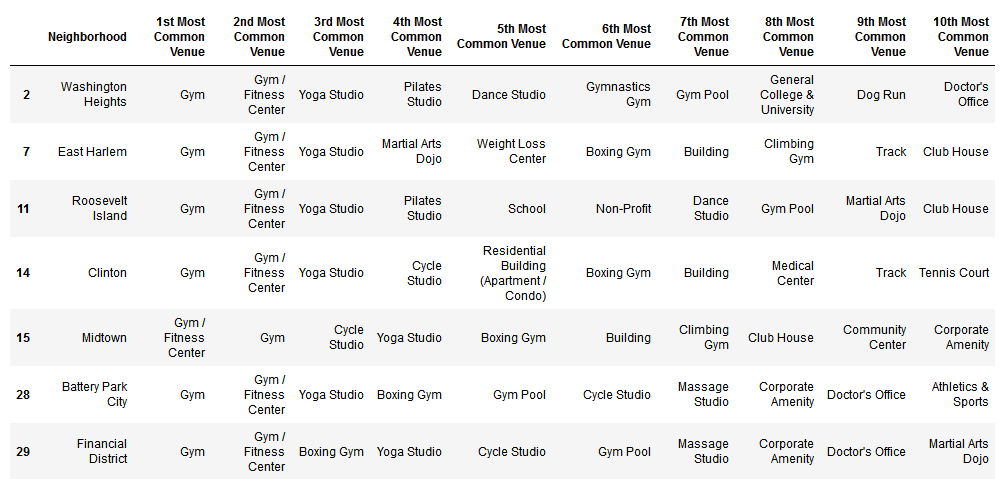 Neighborhood 1st Most Common Venue 2nd Most Common Venue 3rd Most Common Venue 4th Most Common Venue 5th Most Common Venue 6th Most Common Venue 7th Most Common Venue 8th Most Common Venue 9th Most Common Venue 10th Most Common Venue
2 Washington Heights Gym Gym / Fitness Center Yoga Studio Pilates Studio Dance Studio Gymnastics Gym Gym Pool General College & University Dog Run Doctor's Office
7 East Harlem Gym Gym / Fitness Center Yoga Studio Martial Arts Dojo Weight Loss Center Boxing Gym Building Climbing Gym Track Club House
11 Roosevelt Island Gym Gym / Fitness Center Yoga Studio Pilates Studio School Non-Profit Dance Studio Gym Pool Martial Arts Dojo Club House
14 Clinton Gym Gym / Fitness Center Yoga Studio Cycle Studio Residential Building (Apartment / Condo) Boxing Gym Building Medical Center Track Tennis Court
15 Midtown Gym / Fitness Center Gym Cycle Studio Yoga Studio Boxing Gym Building Climbing Gym Club House Community Center Corporate Amenity
28 Battery Park City Gym Gym / Fitness Center Yoga Studio Boxing Gym Gym Pool Cycle Studio Massage Studio Corporate Amenity Doctor's Office Athletics & Sports
29 Financial District Gym Gym / Fitness Center Boxing Gym Yoga Studio Cycle Studio Gym Pool Massage Studio Corporate Amenity Doctor's Office Martial Arts Dojo